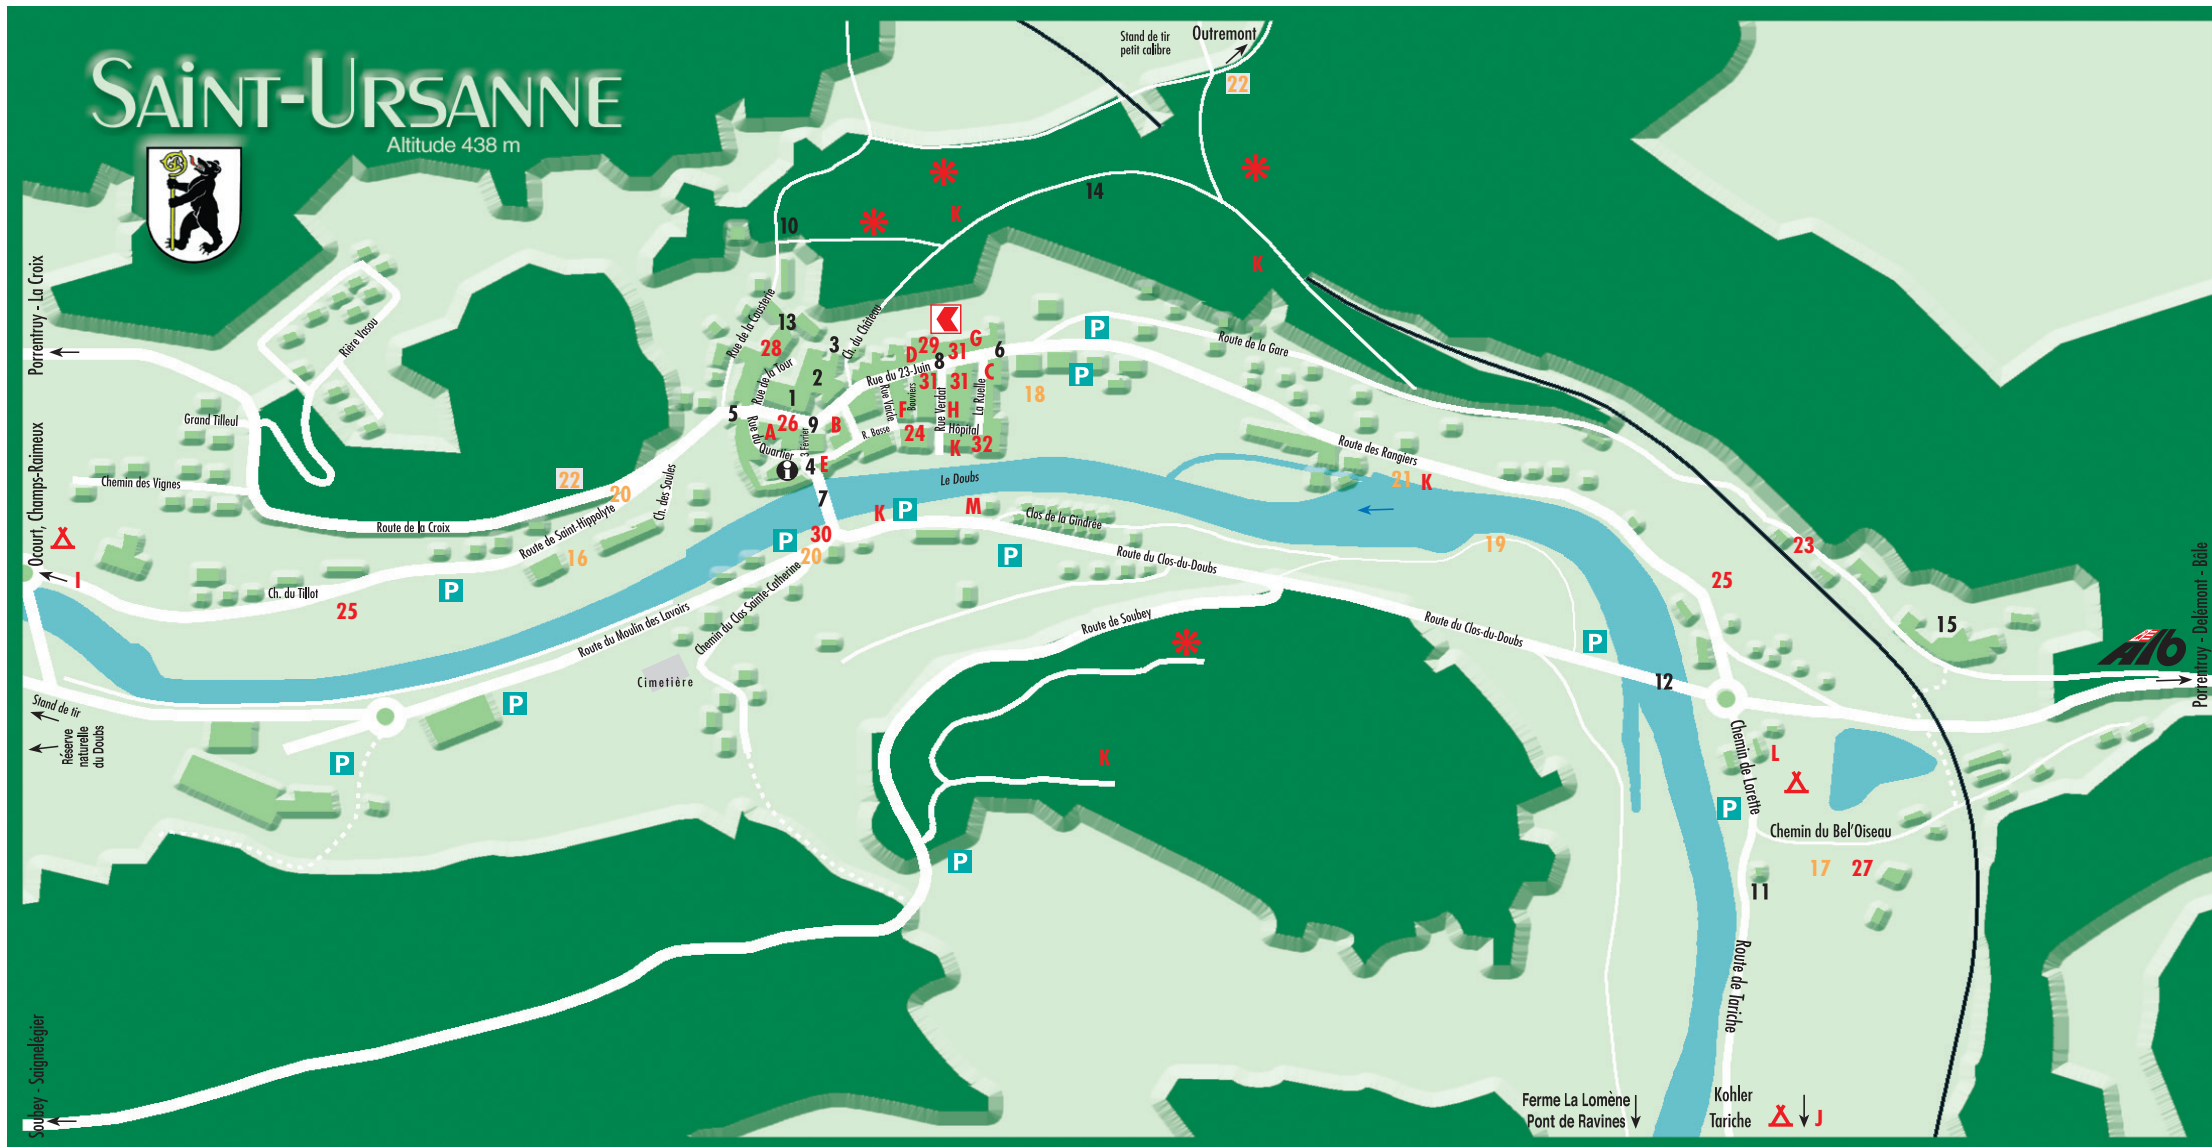 SAiNT-URSANNE
Altitude 438 m
Stand de tir
petit calibre
Outremont
22
14
10
K
K
Porrentruy - La Croix
Rière Vasou
Rue de la Cousterie
13
3
Ch. du Château
28
D
29
G
31
6
8
P
Route de la Gare
Rue de la Tour
2
Rue du 23-Juin
31
31
C
P
1
Rue Vaicle
Bouviers
Rue Verdat
La Ruelle
18
5
26
9
B
F
H
A
Rue du Quartier
3 Février
R. Basse
24
Hôpital
K
32
Grand Tilleul
Route des Rangiers
i
4
E
Ocourt, Champs-Raimeux
Chemin des Vignes
22
20
Ch. des Saules
Le Doubs
21
K
7
Route de la Croix
Route de Saint-Hippolyte
K
P
M
Clos de la Gindrée
30
P
20
16
P
Route du Clos-du-Doubs
19
23
I
P
Ch. du Tillot
25
25
Route du Moulin des Lavoirs
Chemin du Clos Sainte-Catherine
Route de Soubey
Route du Clos-du-Doubs
P
15
A16
Porrentruy - Delémont - Bâle
Cimetière
12
Stand de tir
Réserve
naturelle
du Doubs
P
P
K
Chemin de Lorette
L
P
Chemin du Bel'Oiseau
P
17
27
11
Route de Tariche
Soubey - Saignelégier
Ferme La Lomène
Pont de Ravines
Kohler
Tariche
J